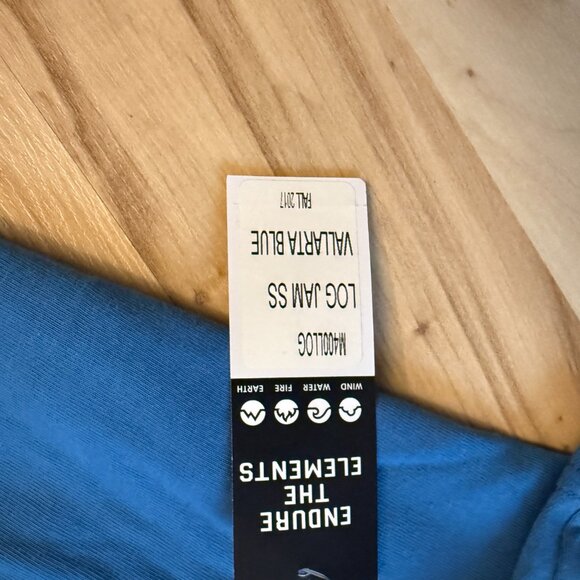 ENDURE
THE
ELEMENTS
WIND WATER FIRE EARTH
M400LLOG
LOG JAM SS
VALLARTA BLUE
FALL 2017